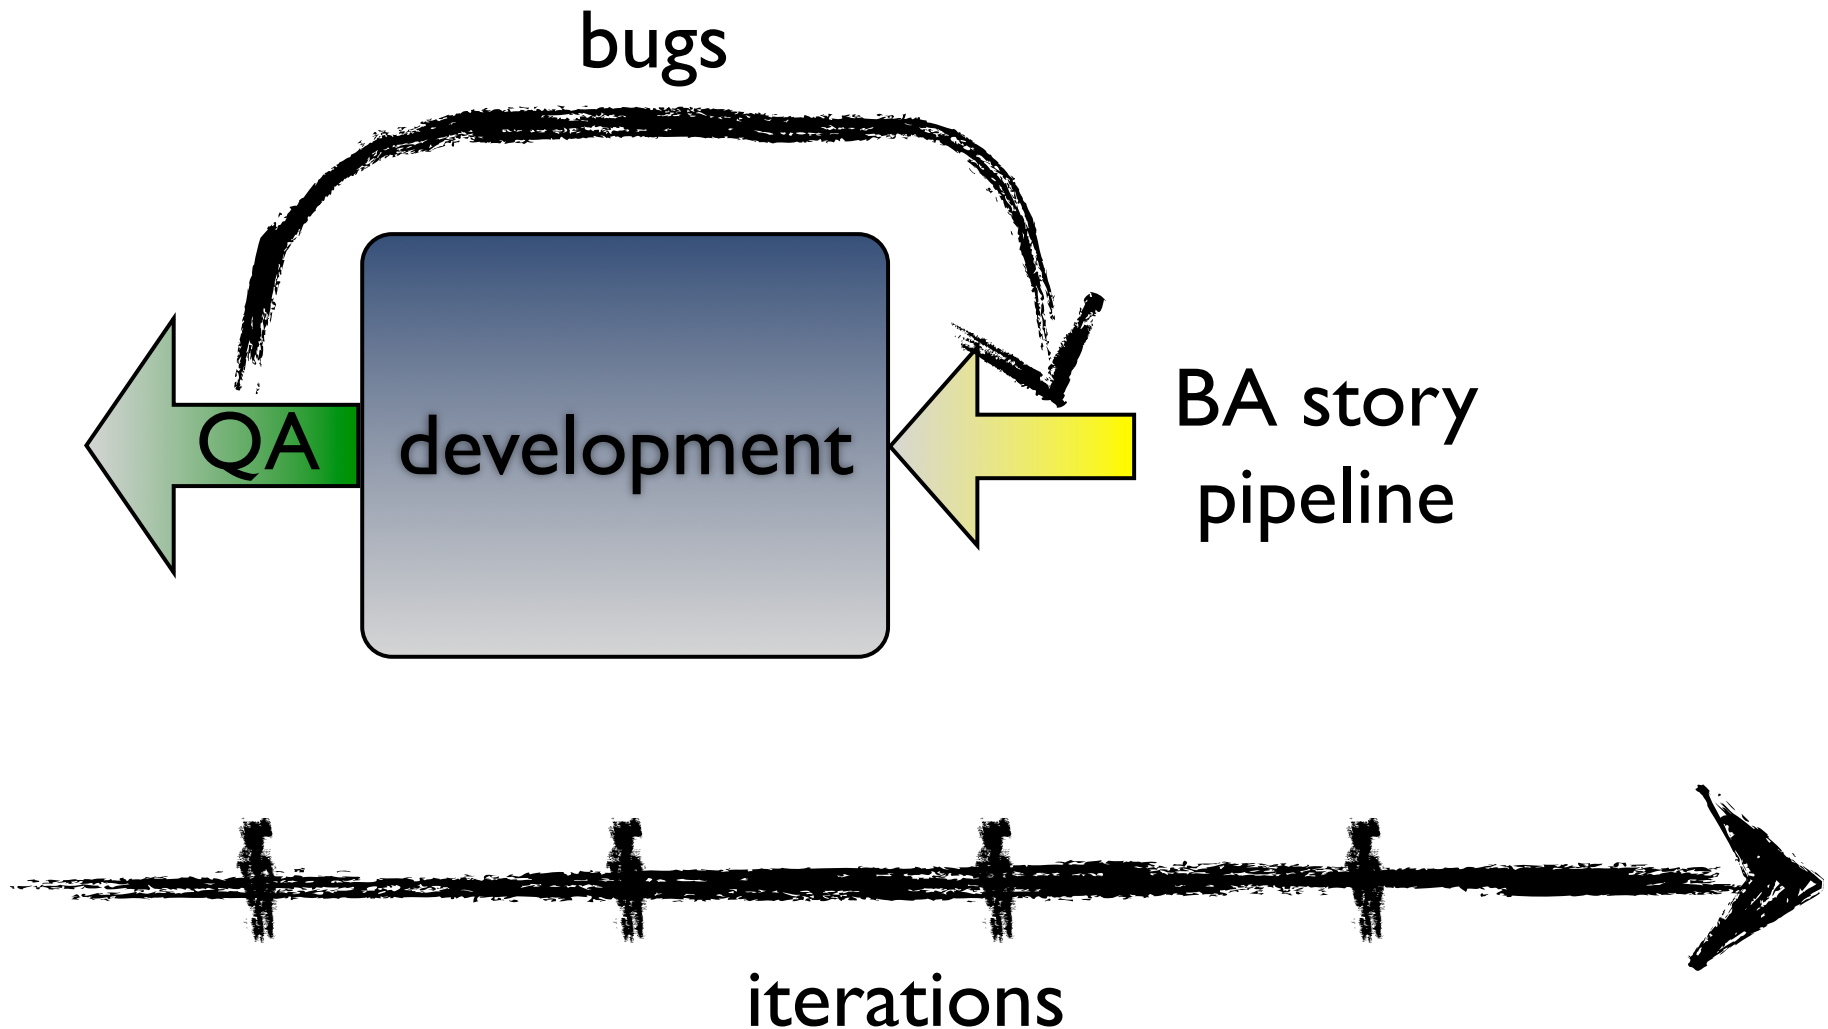 bugs
QA
development
BA story
pipeline
iterations